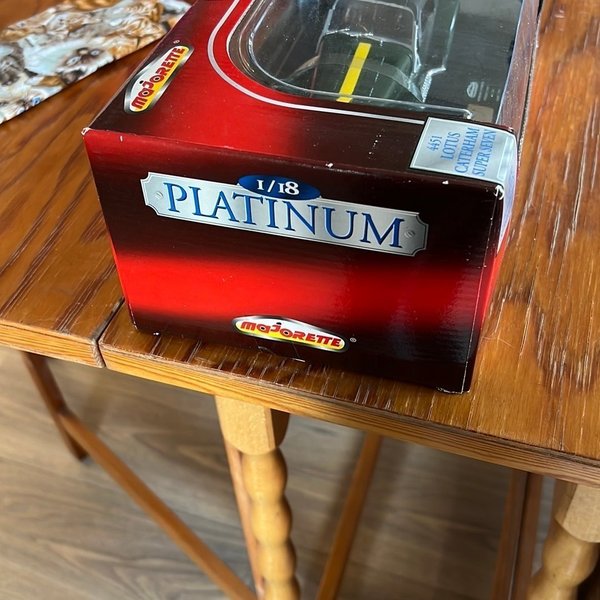 majorette
4451
LOTUS
CATERHAM
SUPER SEVEN
1/18
PLATINUM
majorette